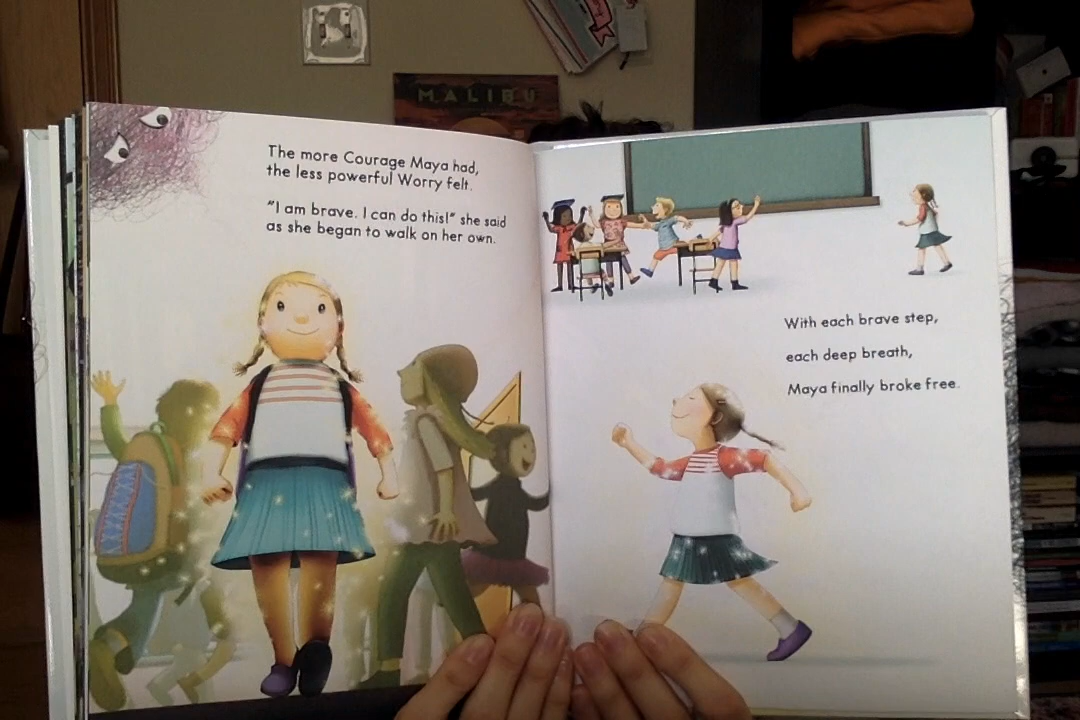 MALIBU
The more Courage Maya had,
the less powerful Worry felt.
"I am brave. I can do this!" she said
as she began to walk on her own.
With each brave step,
each deep breath,
Maya finally broke free.